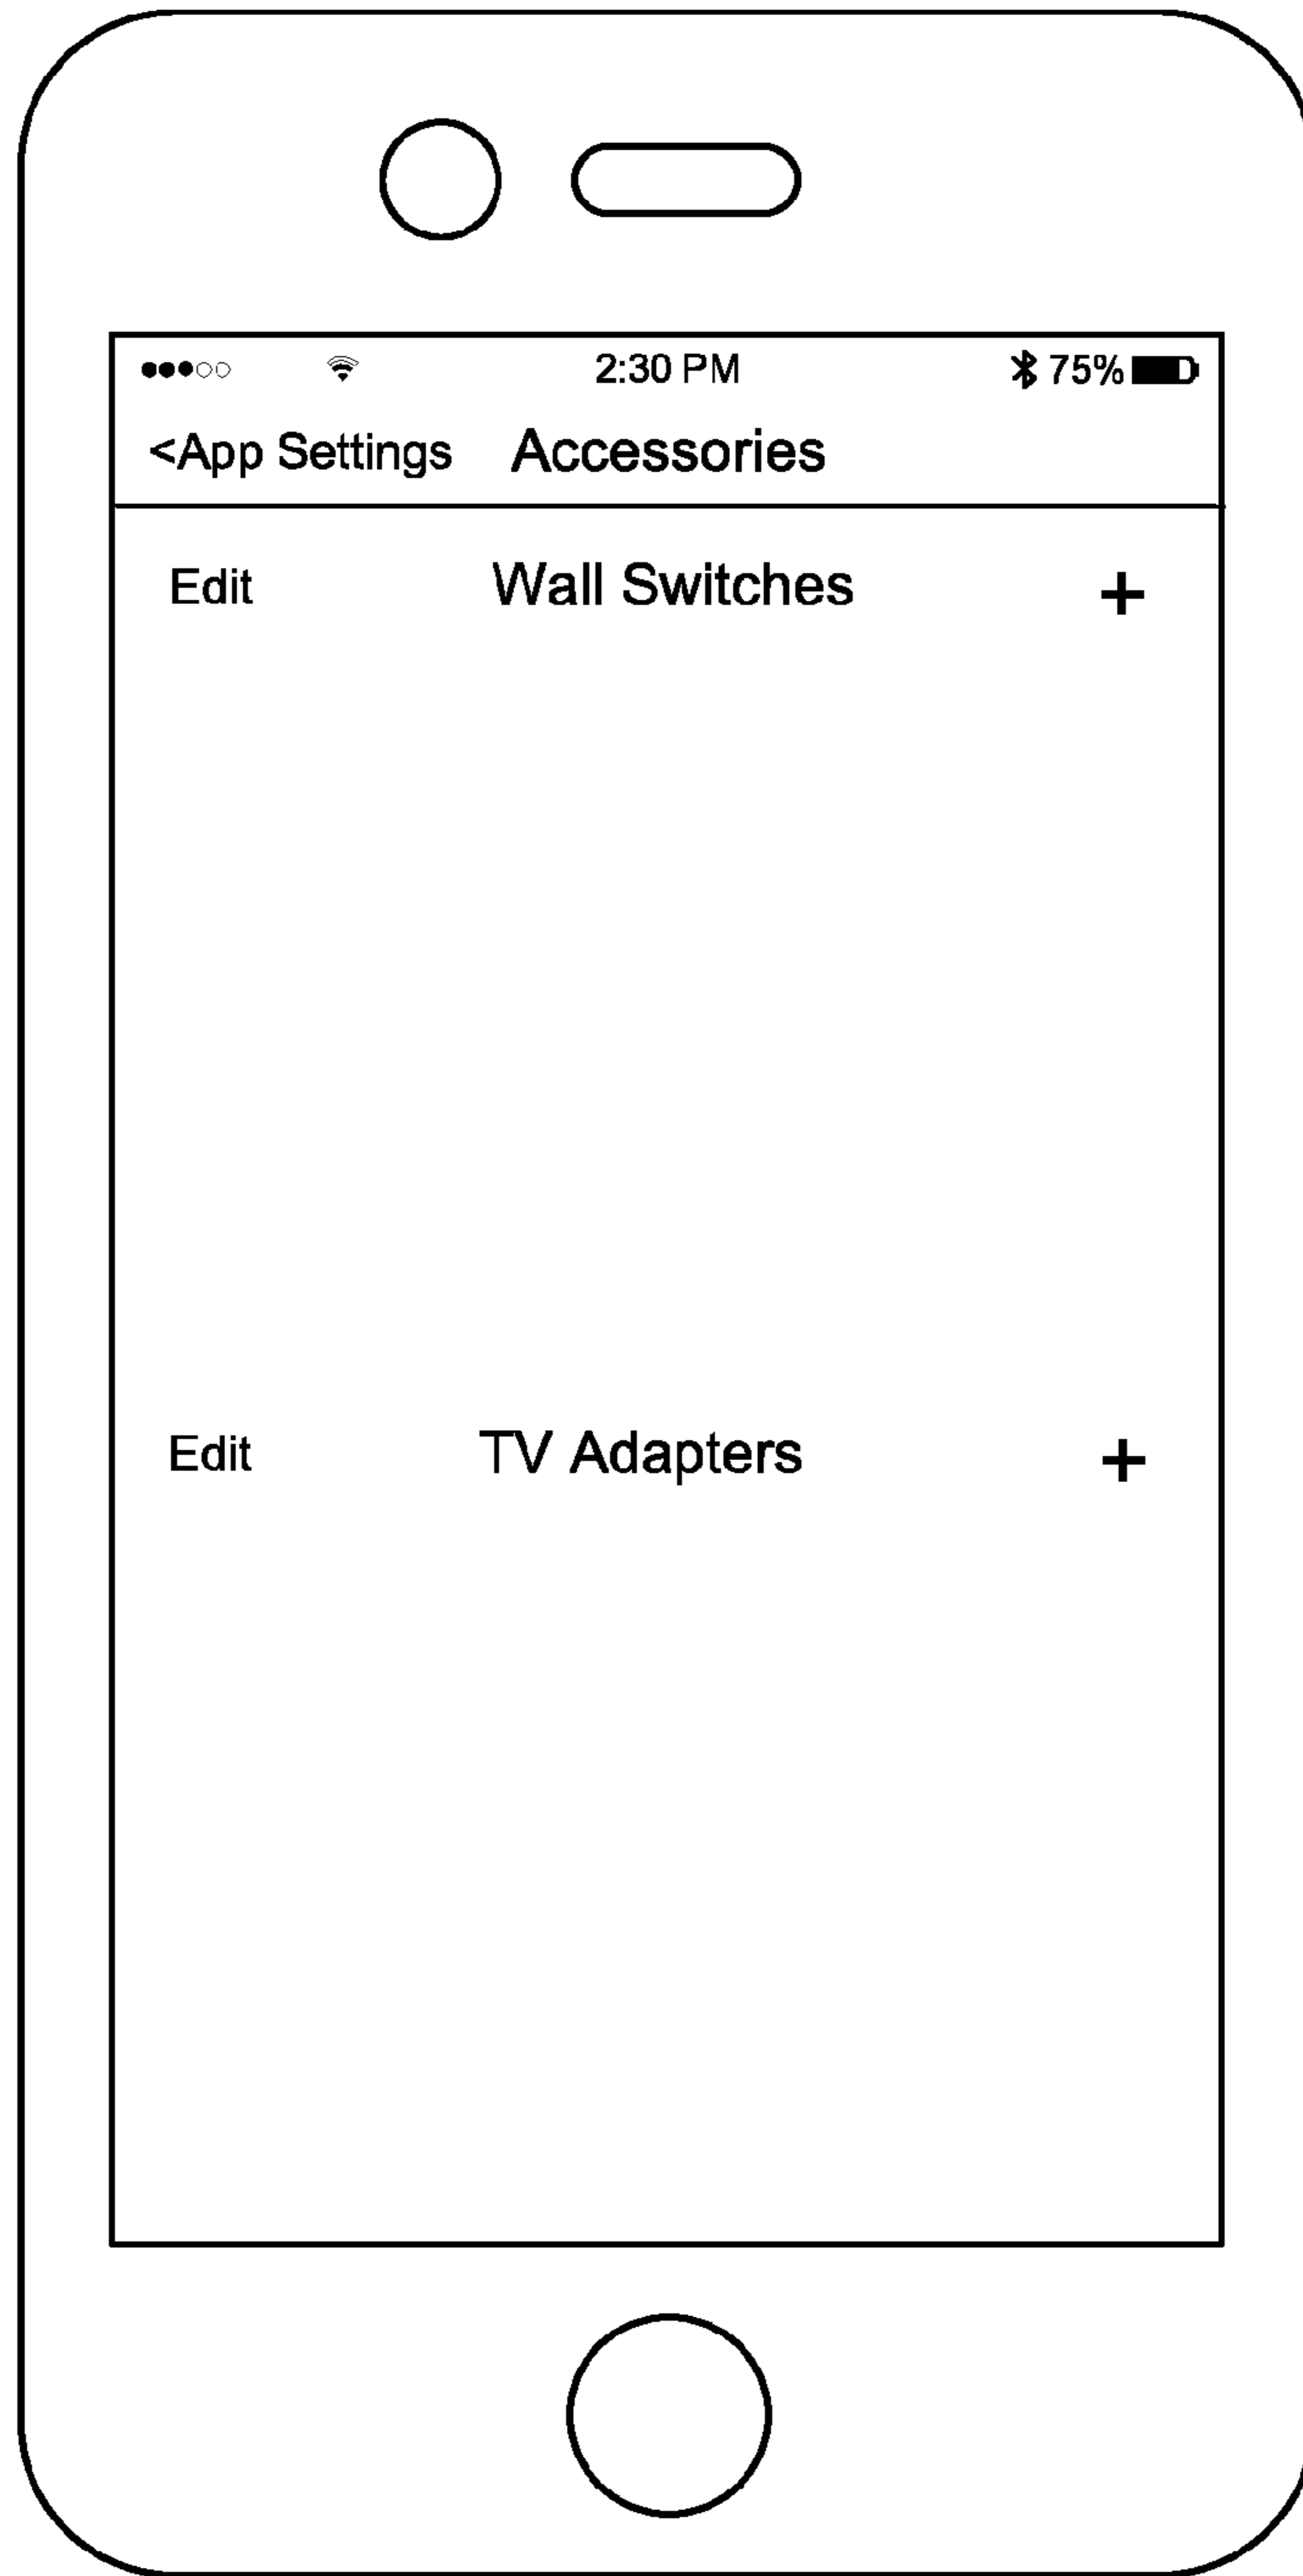 2:30 PM 75%
<App Settings Accessories
Edit Wall Switches +
Edit TV Adapters +